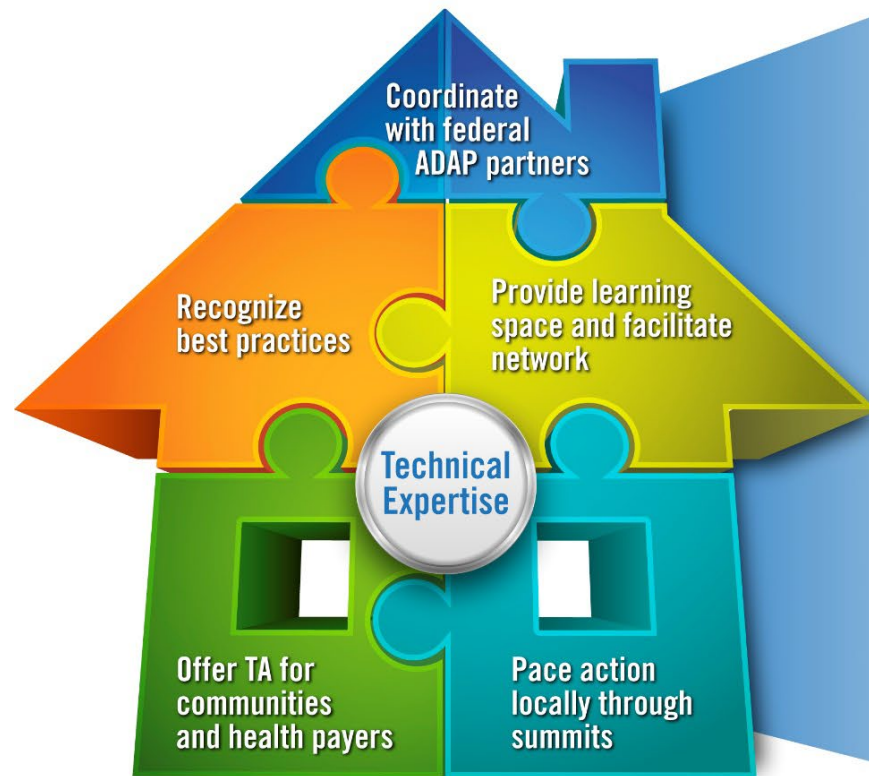 Coordinate
with federal
ADAP partners
Recognize
best practices
Provide learning
space and facilitate
network
Technical
Expertise
Offer TA for
communities
and health payers
Pace action
locally through
summits